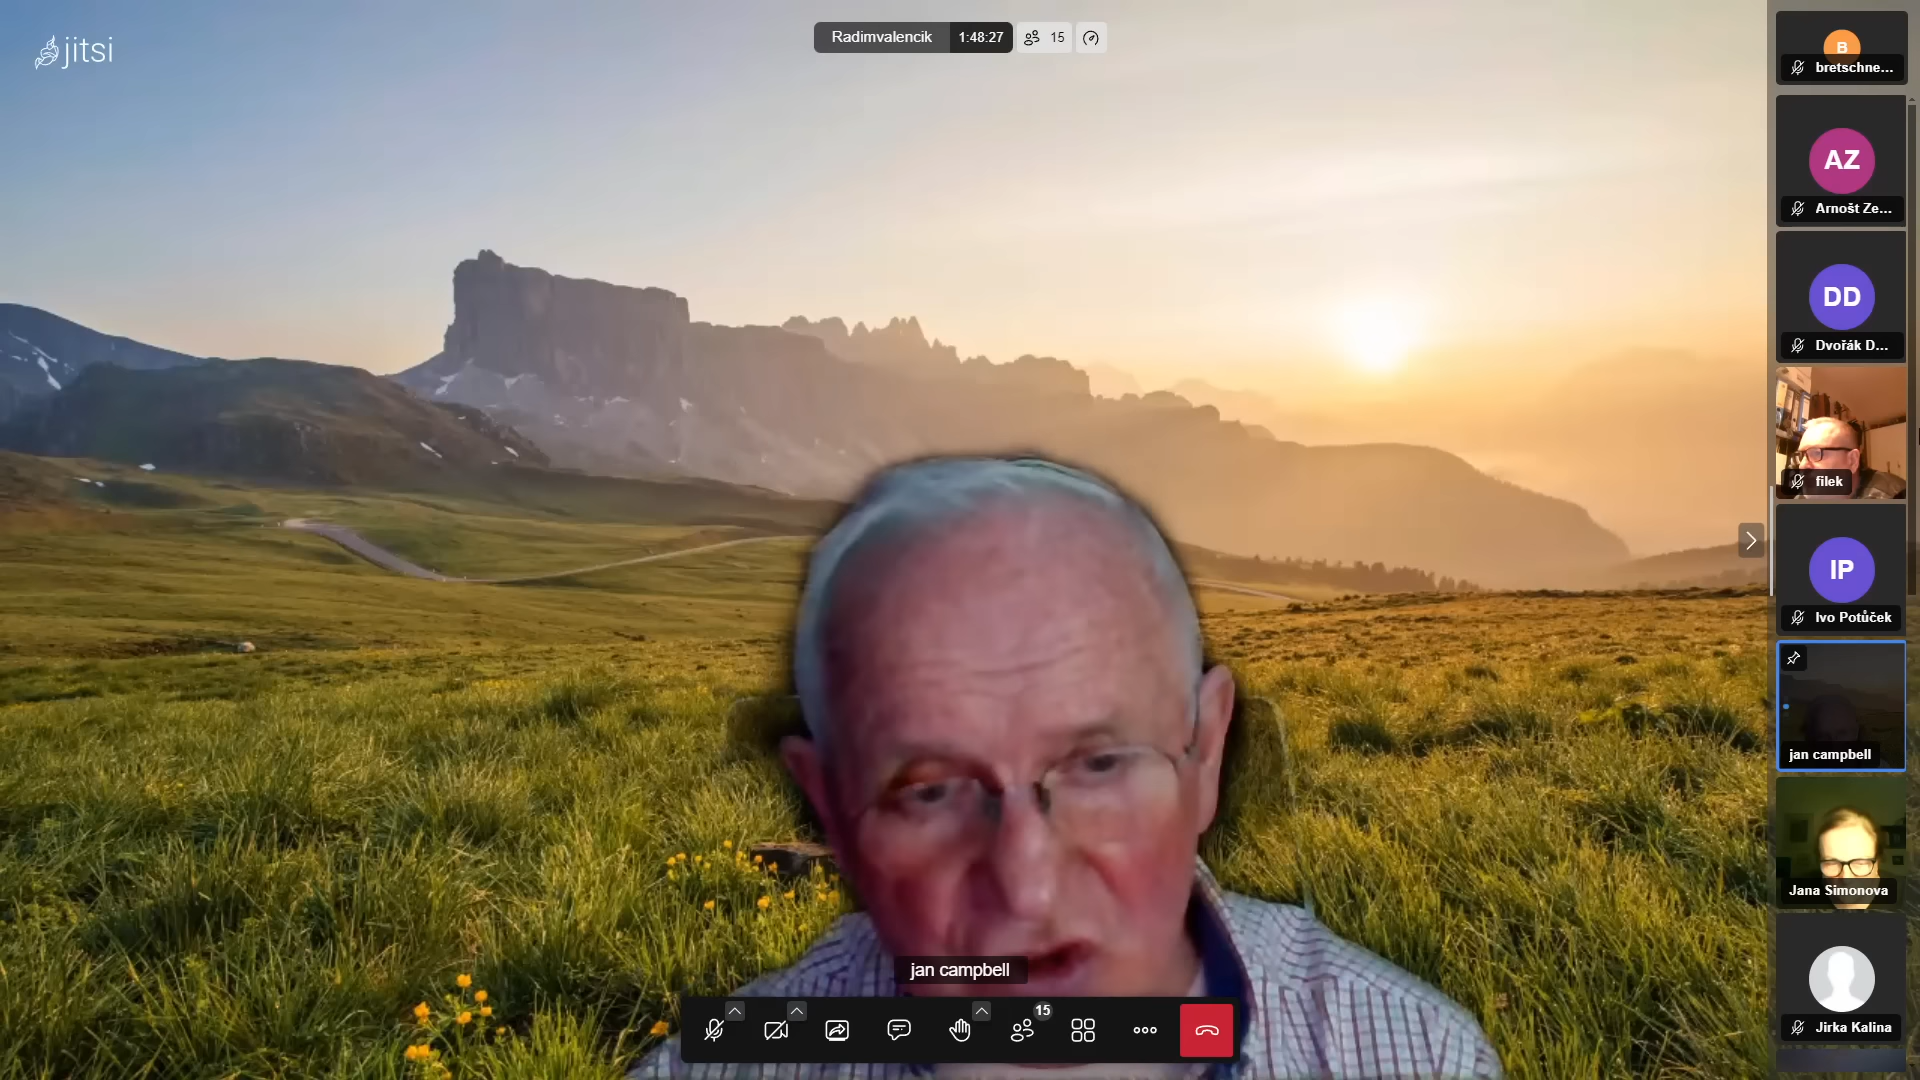 jitsi
Radimvalencik 1:48:27 15
B
bretschne...
AZ
Arnošt Ze...
DD
Dvořák D...
filek
IP
Ivo Potůček
jan campbell
Jana Simonova
Jirka Kalina
jan campbell
15